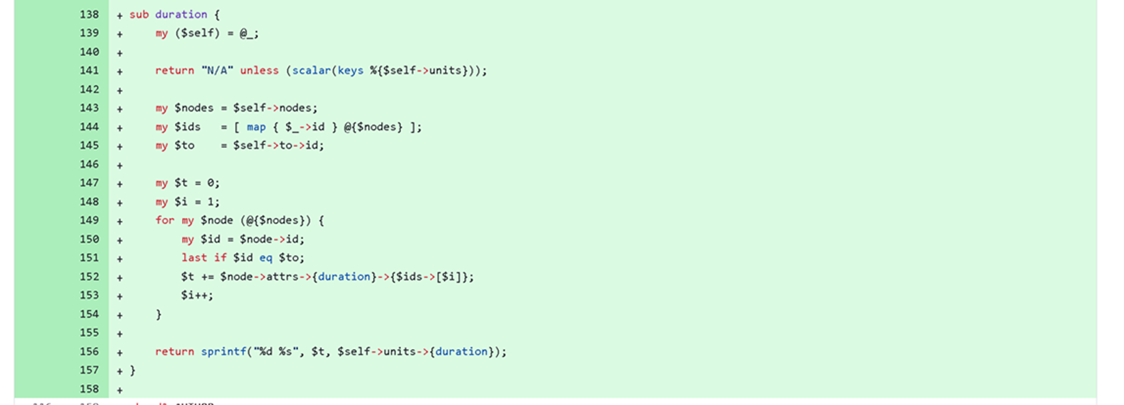 138 + sub duration {
139 + my ($self) = @_;
140 +
141 + return "N/A" unless (scalar(keys %{$self->units}));
142 +
143 + my $nodes = $self->nodes;
144 + my $ids = [ map { $_->id } @{$nodes} ];
145 + my $to = $self->to->id;
146 +
147 + my $t = 0;
148 + my $i = 1;
149 + for my $node (@{$nodes}) {
150 + my $id = $node->id;
151 + last if $id eq $to;
152 + $t += $node->attrs->{duration}->{$ids->[$i]};
153 + $i++;
154 + }
155 +
156 + return sprintf("%d %s", $t, $self->units->{duration});
157 + }
158 +